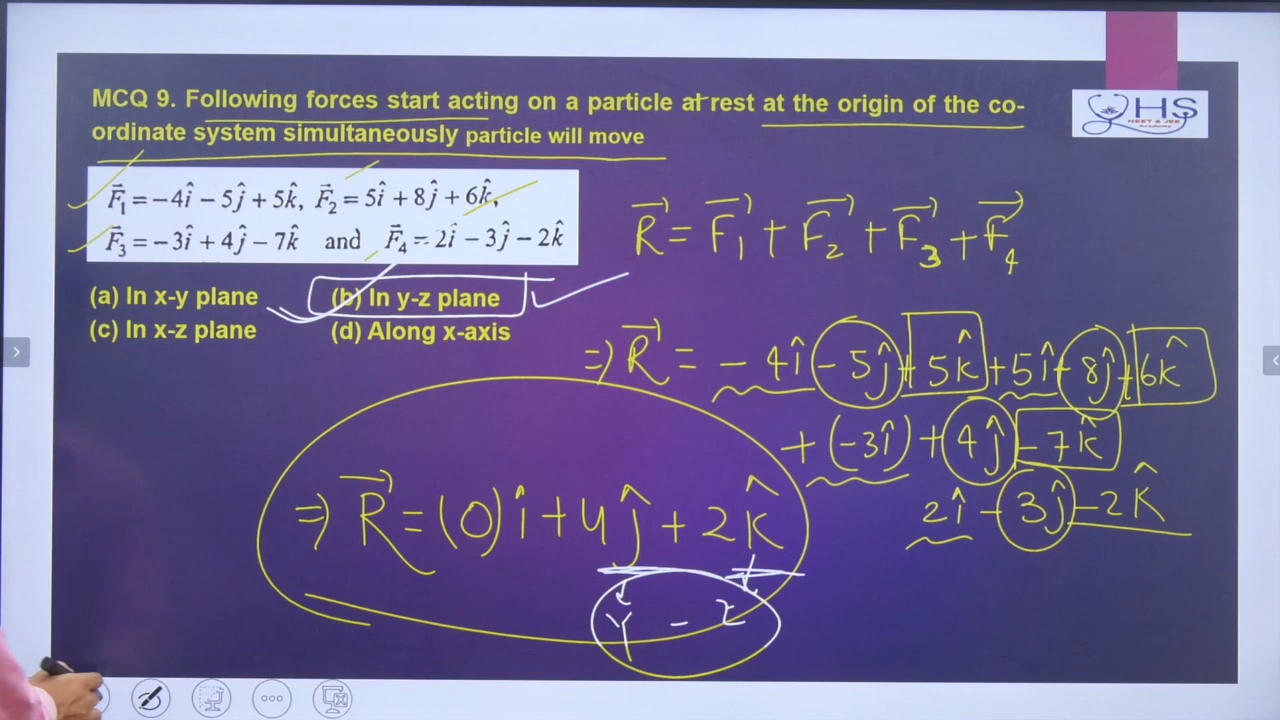 MCQ 9. Following forces start acting on a particle at rest at the origin of the co-
ordinate system simultaneously particle will move
HS
NEET & JEE
Academy
F⃗₁ = −4î − 5ĵ + 5k̂, F⃗₂ = 5î + 8ĵ + 6k̂,
F⃗₃ = −3î + 4ĵ − 7k̂ and F⃗₄ = 2î − 3ĵ − 2k̂
(a) In x-y plane (b) In y-z plane
(c) In x-z plane (d) Along x-axis
R⃗ = F⃗₁ + F⃗₂ + F⃗₃ + F⃗₄
⇒ R⃗ = − 4î − 5ĵ + 5k̂ + 5î + 8ĵ + 6k̂
+ (−3î) + 4ĵ − 7k̂
2î − 3ĵ − 2k̂
⇒ R⃗ = (0)î + 4ĵ + 2k̂
Y - Z